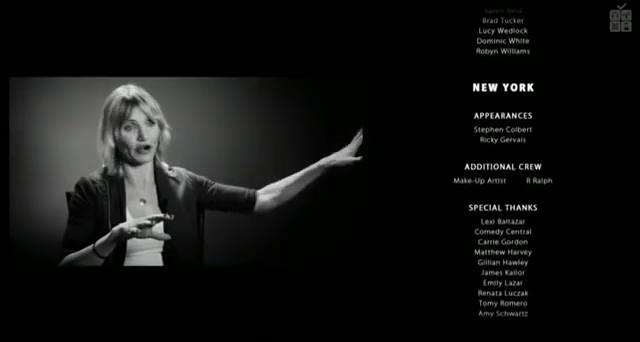 Brad Tucker
Lucy Wedlock
Dominic White
Robyn Williams
NEW YORK
APPEARANCES
Stephen Colbert
Ricky Gervais
ADDITIONAL CREW
Make-Up Artist R Ralph
SPECIAL THANKS
Lexi Baltazar
Comedy Central
Carrie Gordon
Matthew Harvey
Gillian Hawley
James Kailor
Emily Lazar
Renata Luczak
Tomy Romero
Amy Schwartz